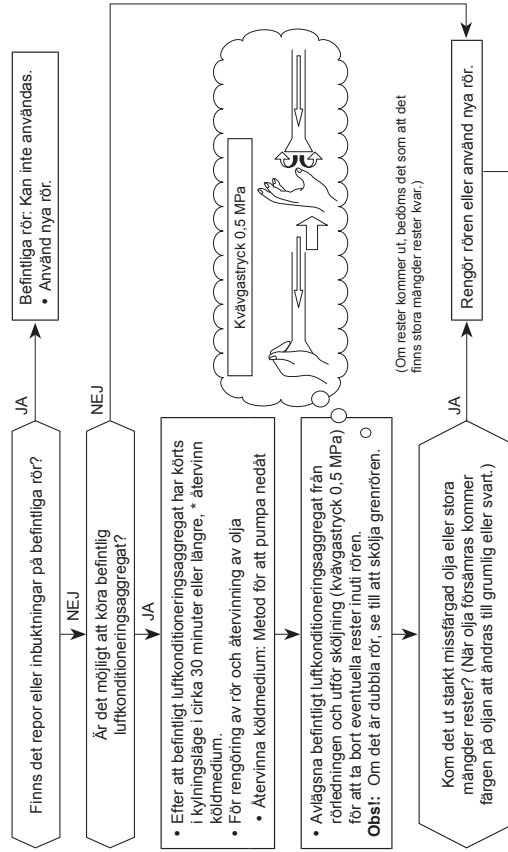 Finns det repor eller inbuktningar på befintliga rör?
JA
Befintliga rör: Kan inte användas.
• Använd nya rör.
NEJ
Är det möjligt att köra befintlig
luftkonditioneringsaggregat?
NEJ
JA
• Efter att befintligt luftkonditioneringsaggregat har körts
i kylningsläge i cirka 30 minuter eller längre, * återvinn
köldmedium.
• För rengöring av rör och återvinning av olja
• Återvinna köldmedium: Metod för att pumpa nedåt
Kvävgastryck 0,5 MPa
• Avlägsna befintligt luftkonditioneringsaggregat från
rörledningen och utför sköljning (kvävgastryck 0,5 MPa)
för att ta bort eventuella rester inuti rören.
Obs!: Om det är dubbla rör, se till att skölja grenrören.
(Om rester kommer ut, bedöms det som att det
finns stora mängder rester kvar.)
Kom det ut starkt missfärgad olja eller stora
mängder rester? (När olja försämras kommer
färgen på oljan att ändras till grumlig eller svart.)
JA
Rengör rören eller använd nya rör.